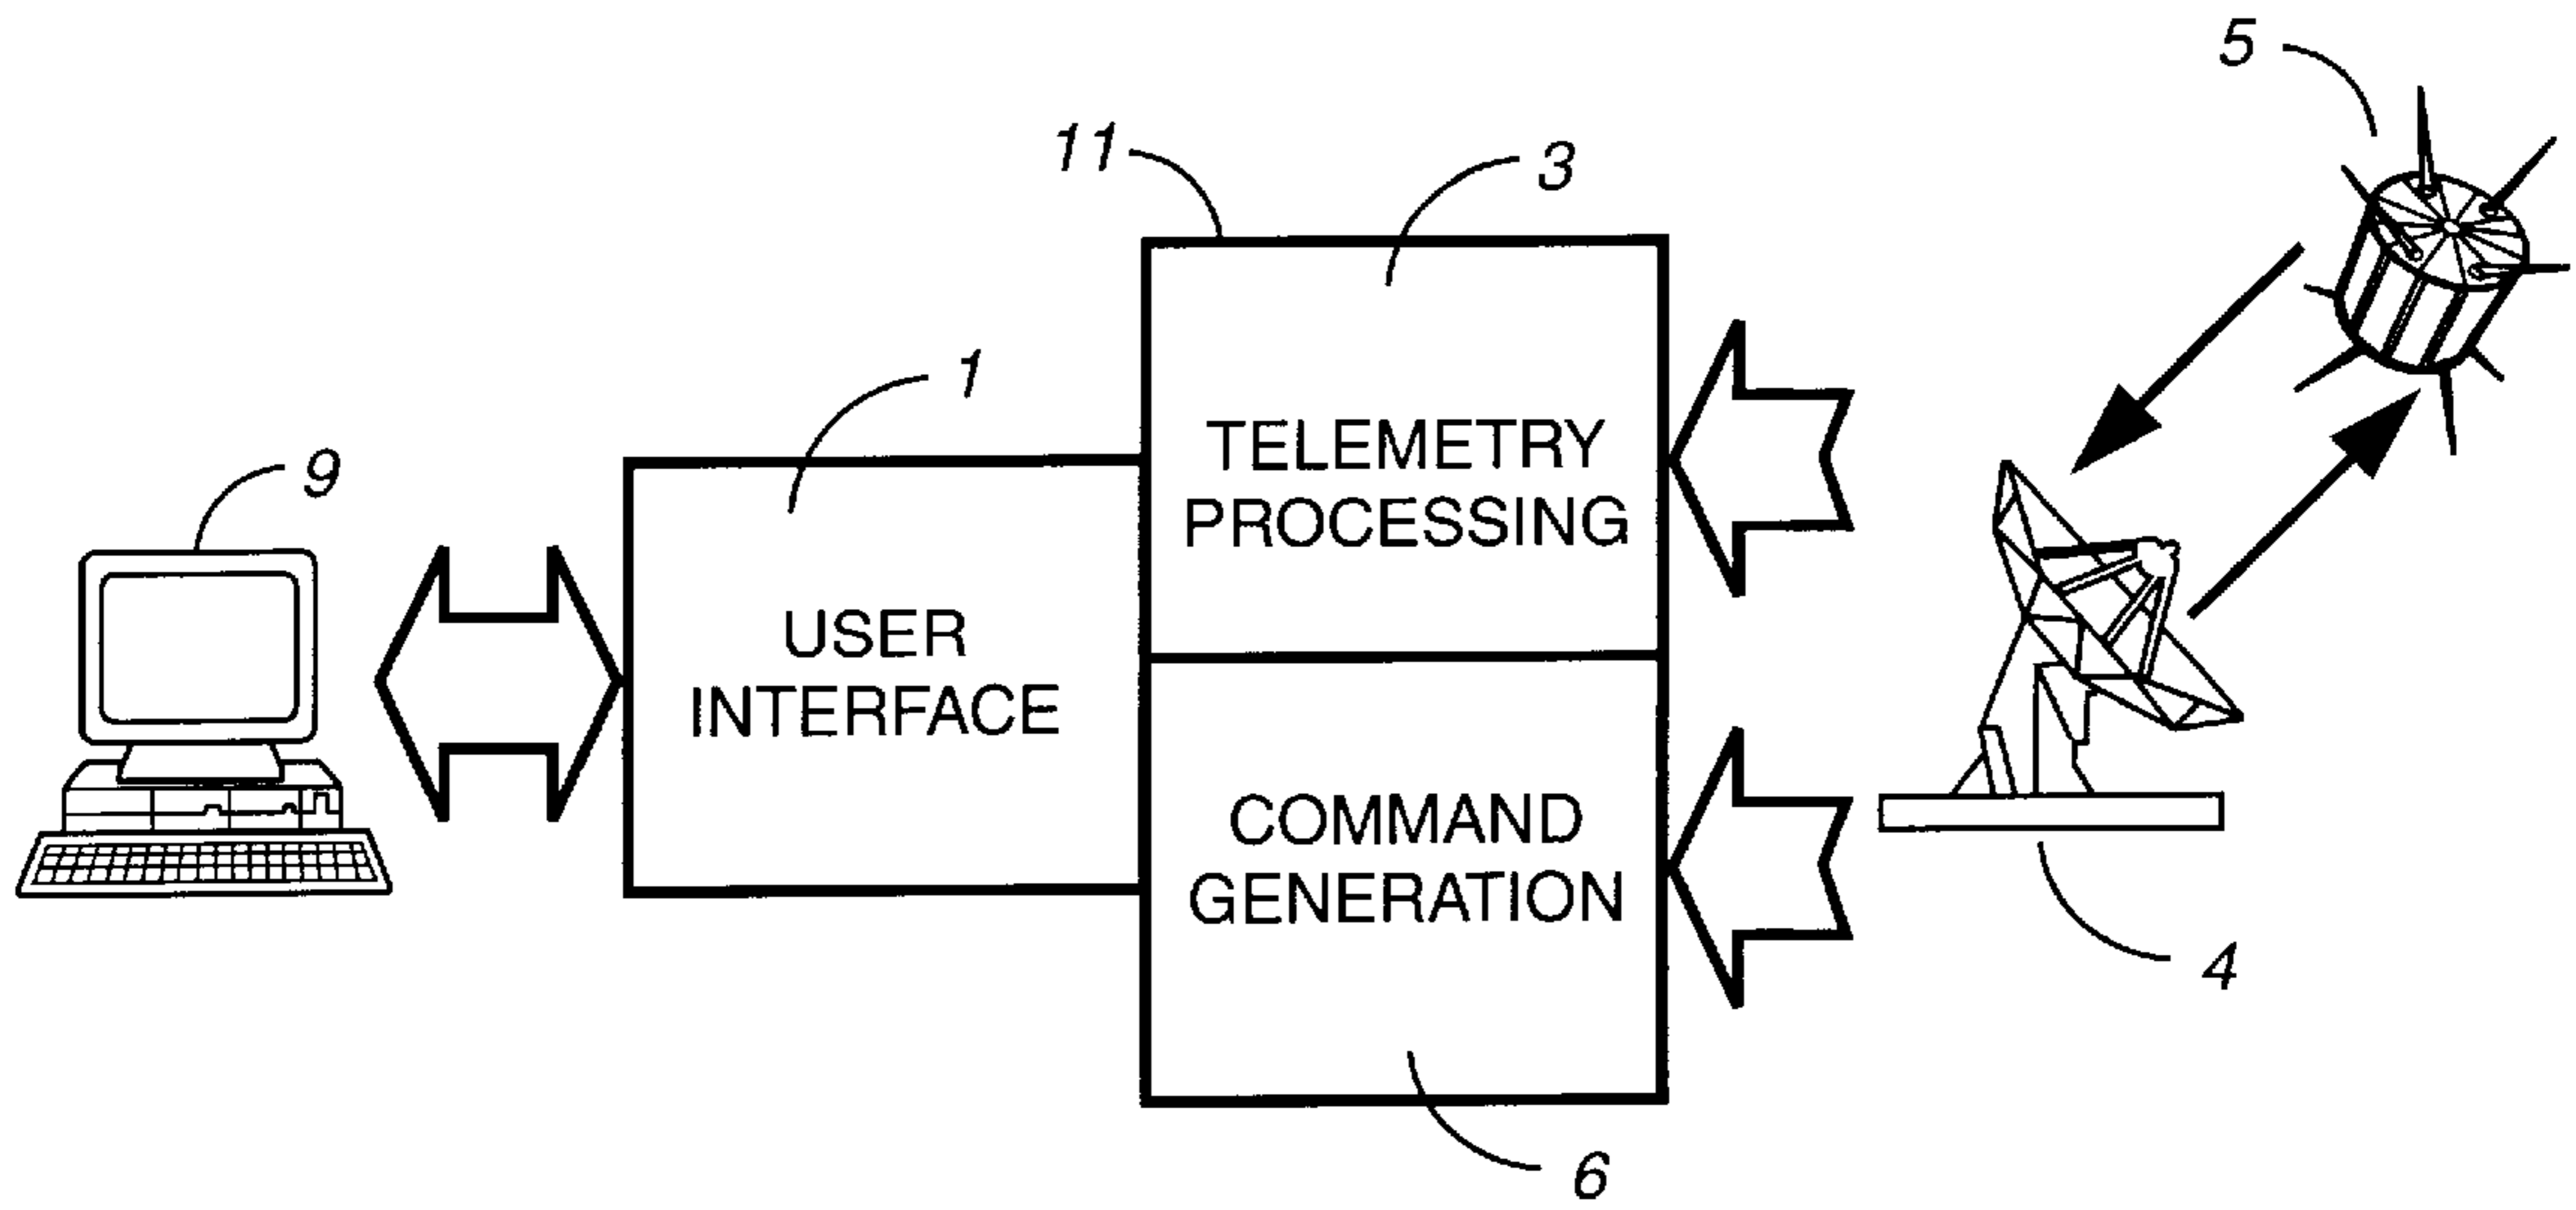 5
11
3
1
9
TELEMETRY
PROCESSING
USER
INTERFACE
COMMAND
GENERATION
4
6